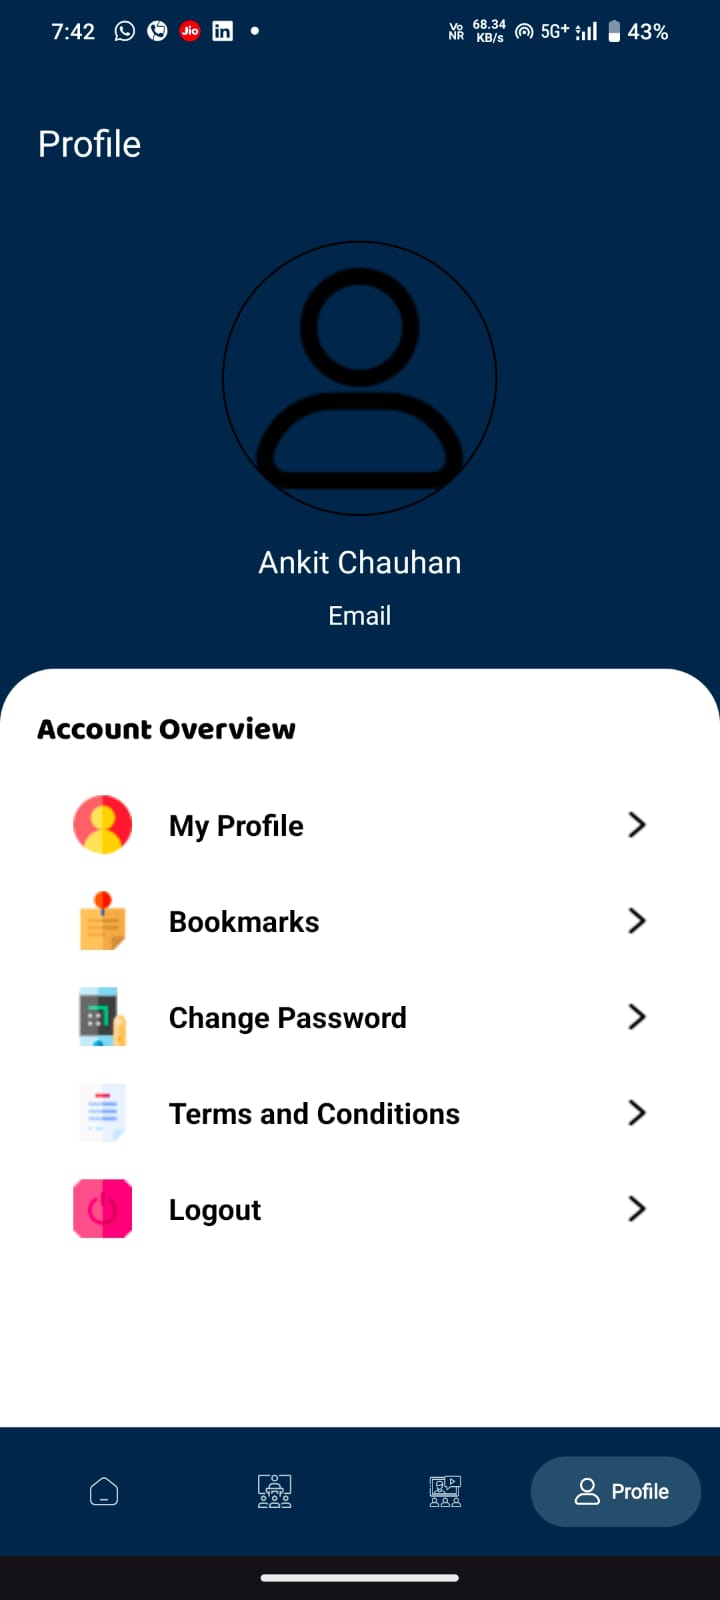 7:42 Jio in Vo NR 68.34 KB/s 5G+ 43%
Profile
Ankit Chauhan
Email
Account Overview
My Profile
Bookmarks
Change Password
Terms and Conditions
Logout
Profile